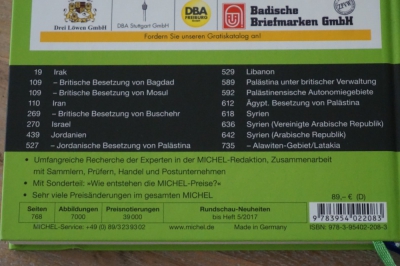 Drei Löwen GmbH
DBA Stuttgart GmbH
DBA
FREIBURG
Badische
Briefmarken GmbH
Fordern Sie unseren Gratiskatalog an!
19 Irak
109 – Britische Besetzung von Bagdad
109 – Britische Besetzung von Mosul
110 Iran
269 – Britische Besetzung von Buschehr
270 Israel
439 Jordanien
527 – Jordanische Besetzung von Palästina
529 Libanon
589 Palästina unter britischer Verwaltung
592 Palästinensische Autonomiegebiete
612 Ägypt. Besetzung von Palästina
618 Syrien
636 Syrien (Vereinigte Arabische Republik)
642 Syrien (Arabische Republik)
735 – Alawiten-Gebiet/Latakia
• Umfangreiche Recherche der Experten in der MICHEL-Redaktion, Zusammenarbeit
mit Sammlern, Prüfern, Handel und Postunternehmen
• Mit Sonderteil: »Wie entstehen die MICHEL-Preise?«
• Sehr viele Preisänderungen im gesamten MICHEL
89,– € (D)
Seiten Abbildungen Preisnotierungen Rundschau-Neuheiten
768 7000 39000 bis Heft 5/2017
MICHEL-Service: +49 (0) 89/5 23 93 02 www.michel.de Made in Germany
9 783954 022083
ISBN: 978-3-95402-208-3